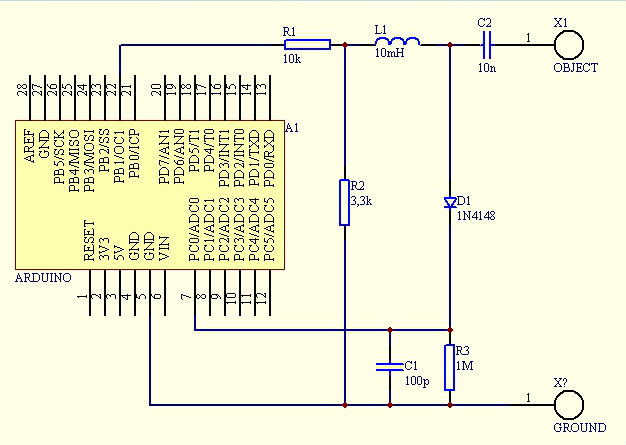 R1
10k
L1
10mH
C2
10n
X1
1
OBJECT
28
27
26
25
24
23
22
21
20
19
18
17
16
15
14
13
A1
AREF
GND
PB5/SCK
PB4/MISO
PB3/MOSI
PB2/SS
PB1/OC1
PB0/ICP
PD7/AN1
PD6/AN0
PD5/T1
PD4/T0
PD3/INT1
PD2/INT0
PD1/TXD
PD0/RXD
R2
3,3k
D1
1N4148
RESET
3V3
5V
GND
GND
VIN
PC0/ADC0
PC1/ADC1
PC2/ADC2
PC3/ADC3
PC4/ADC4
PC5/ADC5
ARDUINO
1
2
3
4
5
6
7
8
9
10
11
12
C1
100p
R3
1M
X?
1
GROUND